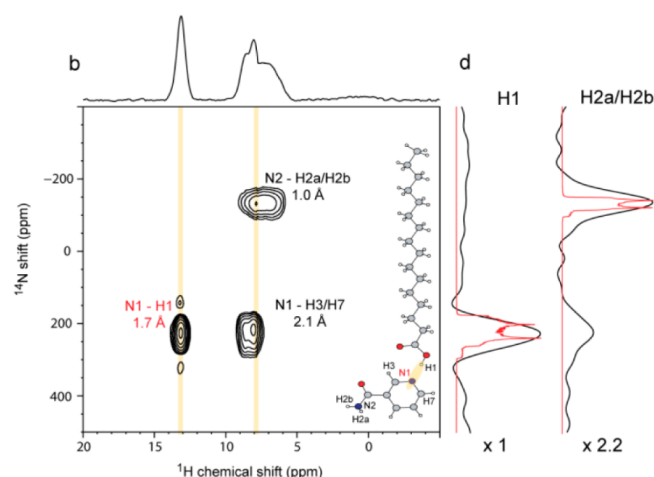 b
d
H1
H2a/H2b
-200
0
200
400
¹⁴N shift (ppm)
N2 - H2a/H2b
1.0 Å
N1 - H1
1.7 Å
N1 - H3/H7
2.1 Å
H1
H3
N1
H2b
N2
H7
H2a
20
15
10
5
0
¹H chemical shift (ppm)
x 1
x 2.2